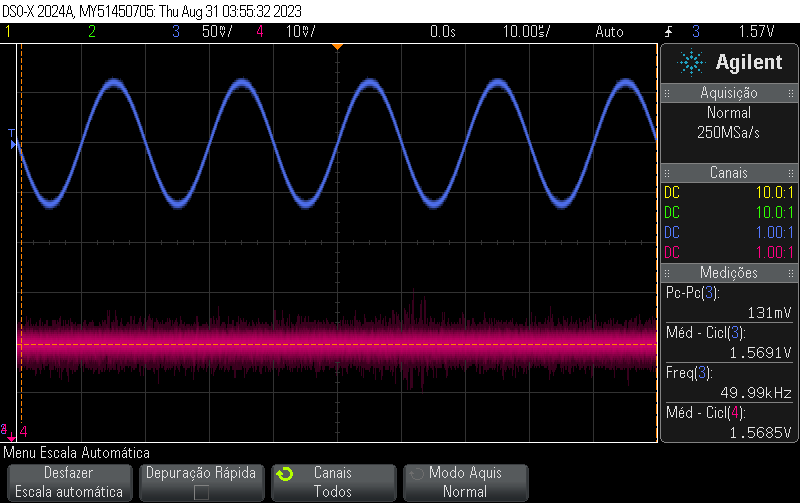 DSO-X 2024A, MY51450705: Thu Aug 31 03:55:32 2023
1 2 3 50mV/ 4 10mV/ 0.0s 10.00us/ Auto 3 1.57V
Agilent
Aquisição
Normal
250MSa/s
Canais
DC 10.0:1
DC 10.0:1
DC 1.00:1
DC 1.00:1
Medições
Pc-Pc(3):
131mV
Méd - Cicl(3):
1.5691V
Freq(3):
49.99kHz
Méd - Cicl(4):
1.5685V
T
4
Menu Escala Automática
Desfazer
Escala automática
Depuração Rápida
Canais
Todos
Modo Aquis
Normal